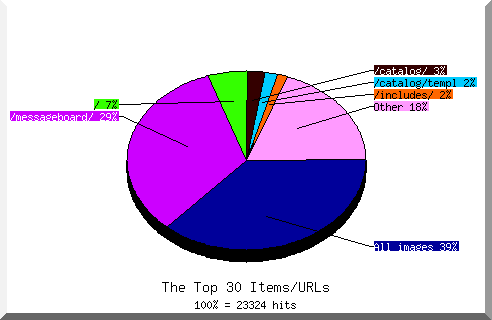 /catalog/ 3%
/catalog/templ 2%
/includes/ 2%
Other 18%
/ 7%
/messageboard/ 29%
All images 39%
The Top 30 Items/URLs
100% = 23324 hits